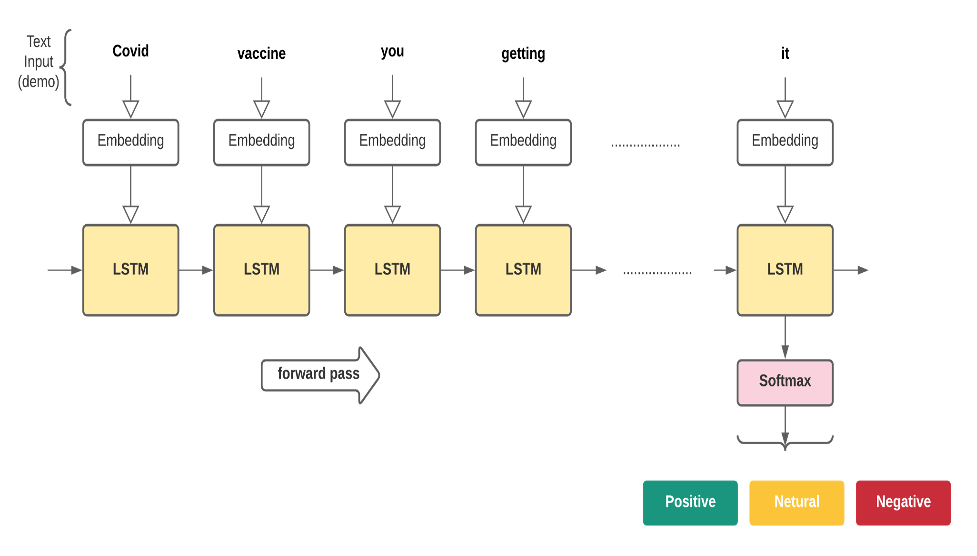 Text
Input
(demo)
Covid vaccine you getting it
Embedding Embedding Embedding Embedding ................... Embedding
LSTM LSTM LSTM LSTM ................... LSTM
forward pass
Softmax
Positive Netural Negative